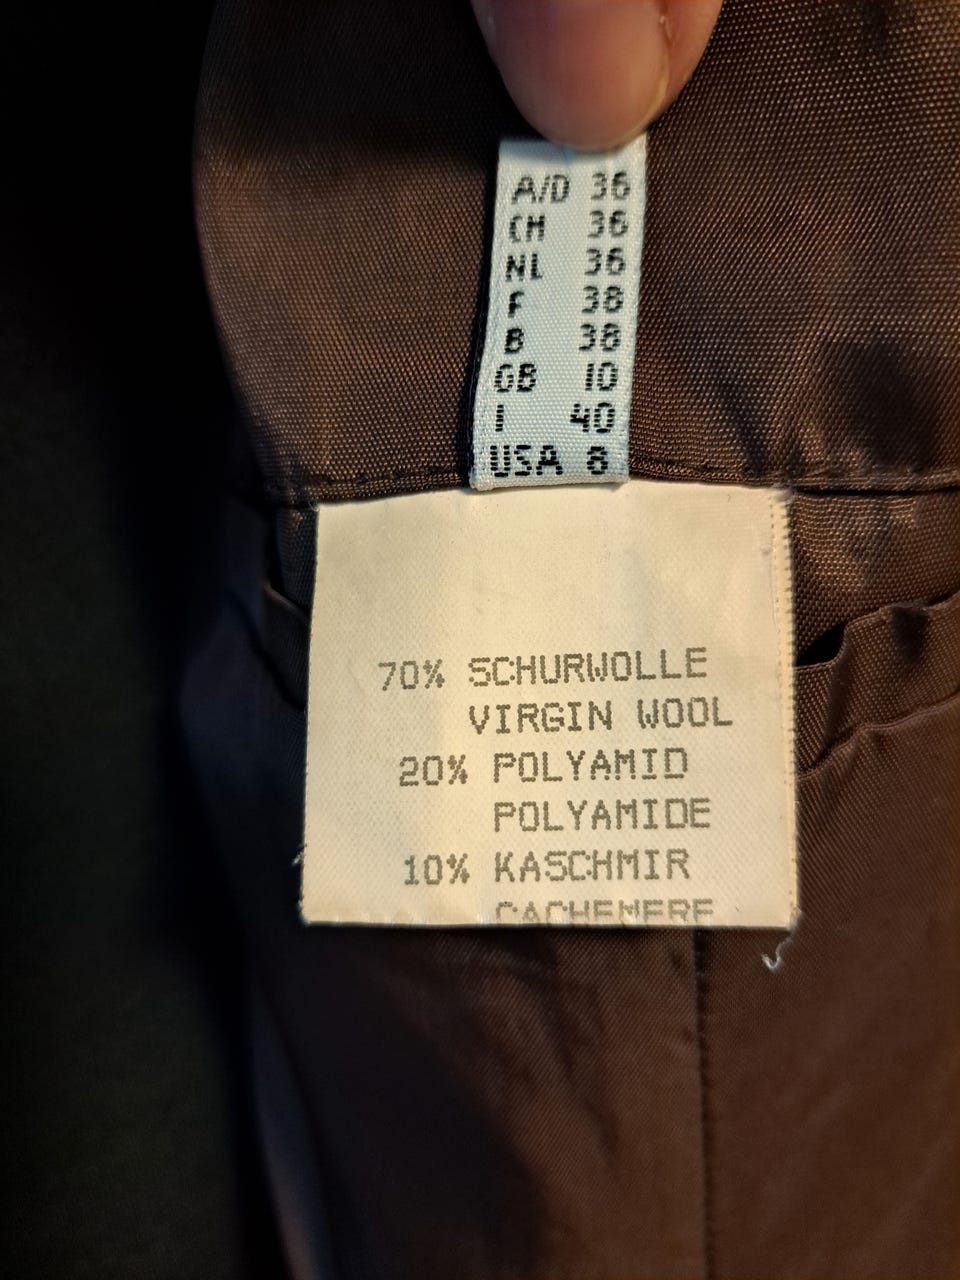 A/D 36
CH 36
NL 36
F 38
B 38
GB 10
I 40
USA 8
70% SCHURWOLLE
VIRGIN WOOL
20% POLYAMID
POLYAMIDE
10% KASCHMIR
CACHEMERE